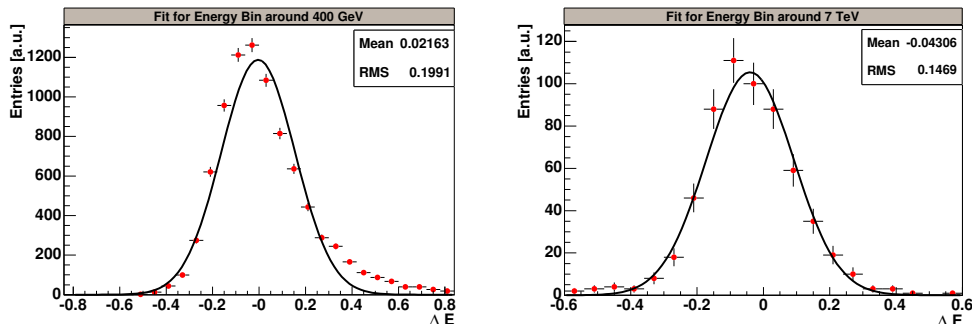 Fit for Energy Bin around 400 GeV
Entries [a.u.]
1200
1000
800
600
400
200
0
Mean 0.02163
RMS 0.1991
-0.8 -0.6 -0.4 -0.2 -0 0.2 0.4 0.6 0.8
Δ E
Fit for Energy Bin around 7 TeV
Entries [a.u.]
120
100
80
60
40
20
0
Mean -0.04306
RMS 0.1469
-0.6 -0.4 -0.2 0 0.2 0.4 0.6
Δ E